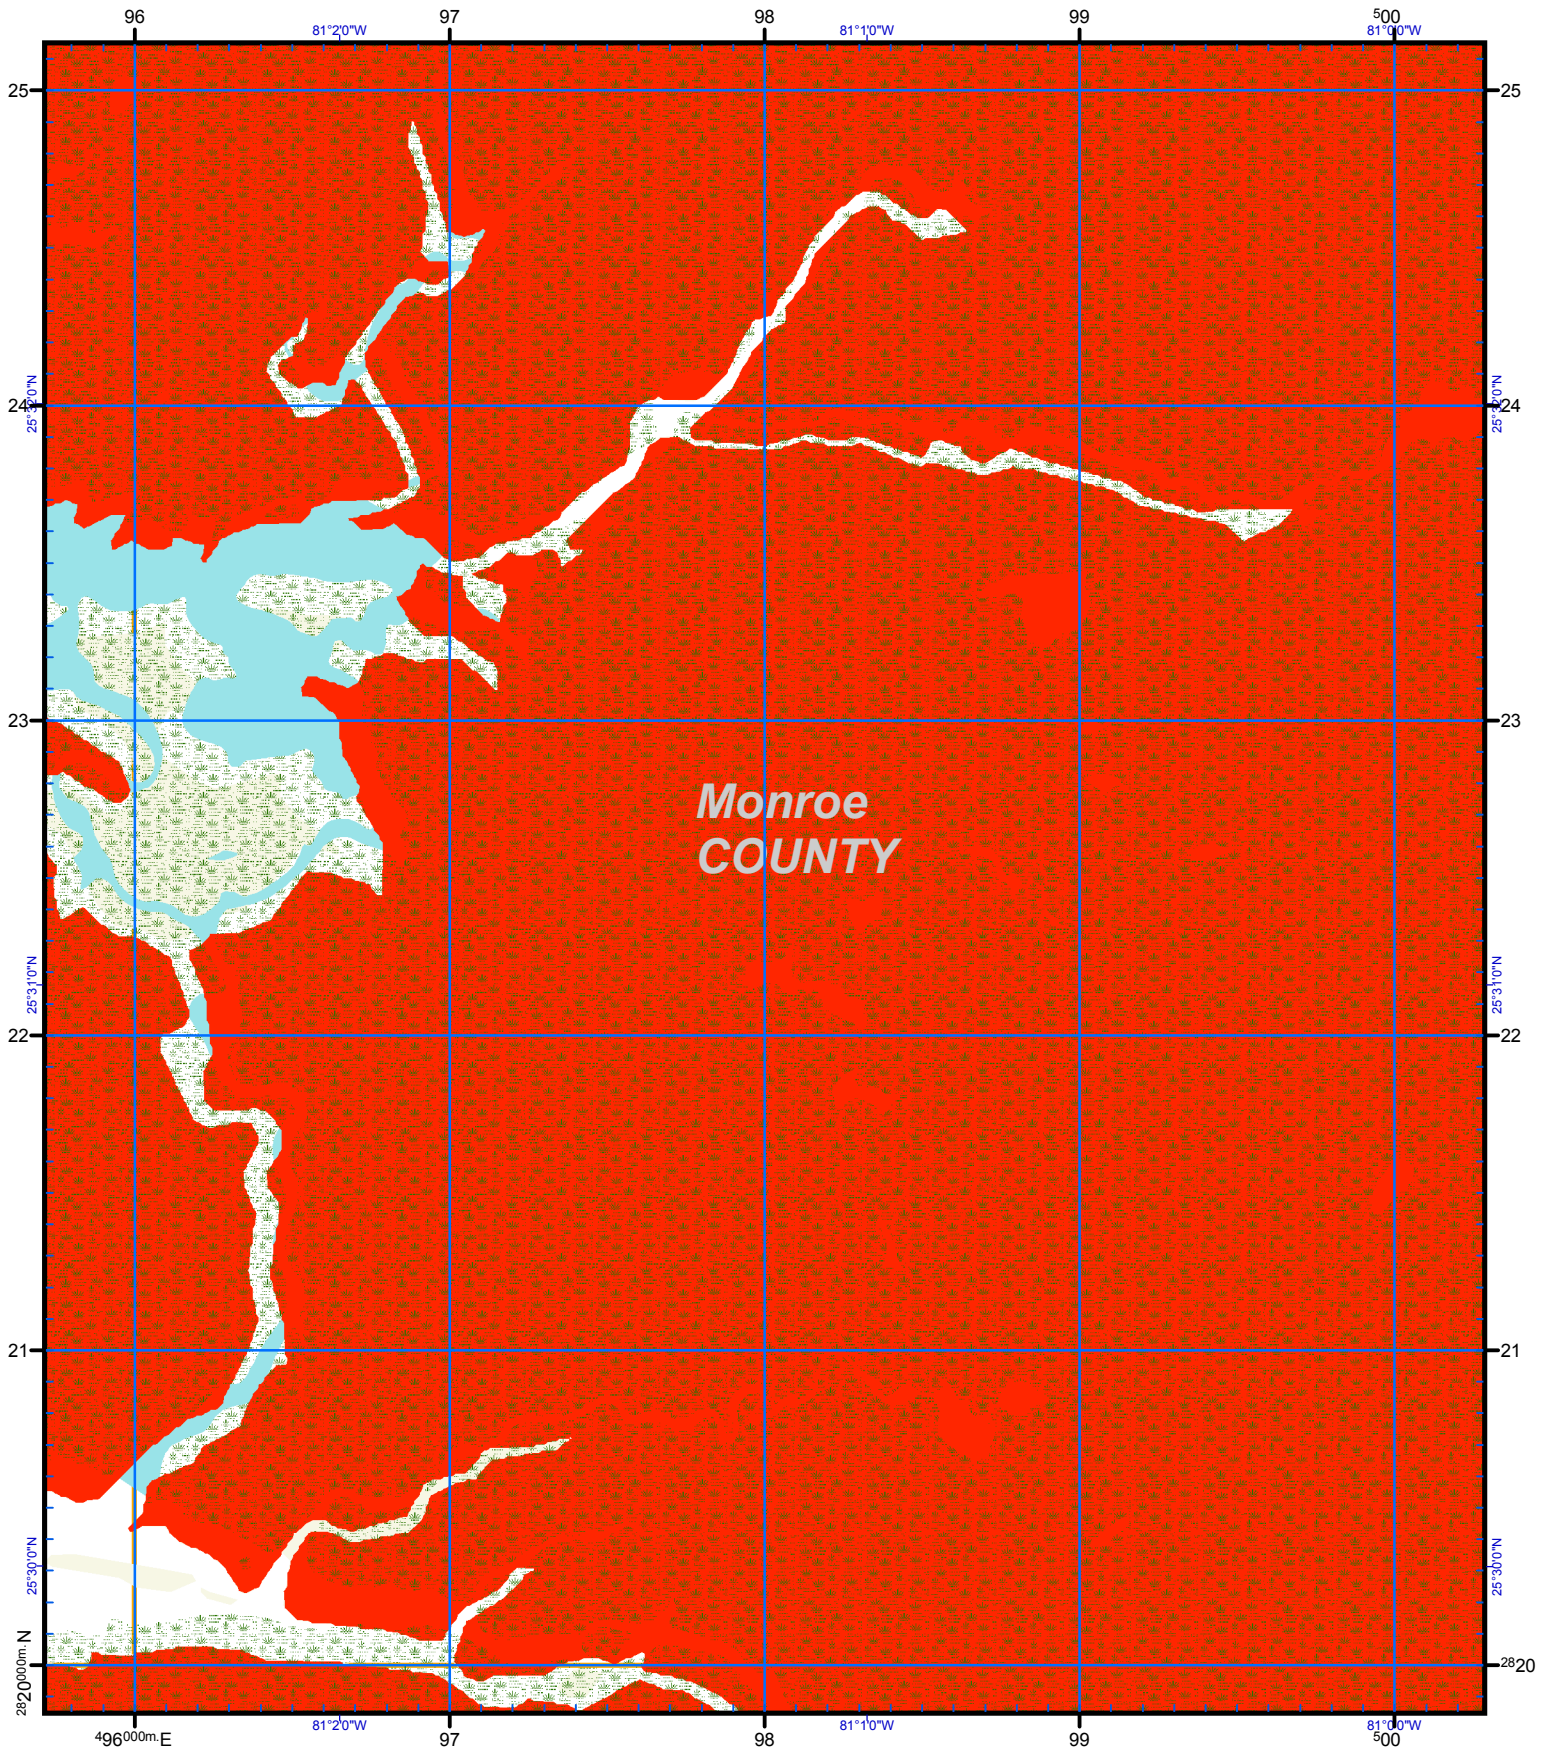 96 97 98 99 ⁵00
81°2'0"W 81°1'0"W 81°0'0"W
25 25
24 24
25°32'0"N 25°32'0"N
23 23
Monroe
COUNTY
25°31'0"N 25°31'0"N
22 22
21 21
25°30'0"N 25°30'0"N
²⁸20⁰⁰⁰ᵐ· N ²⁸20
81°2'0"W 81°1'0"W 81°0'0"W
⁴96⁰⁰⁰ᵐ· E 97 98 99 ⁵00